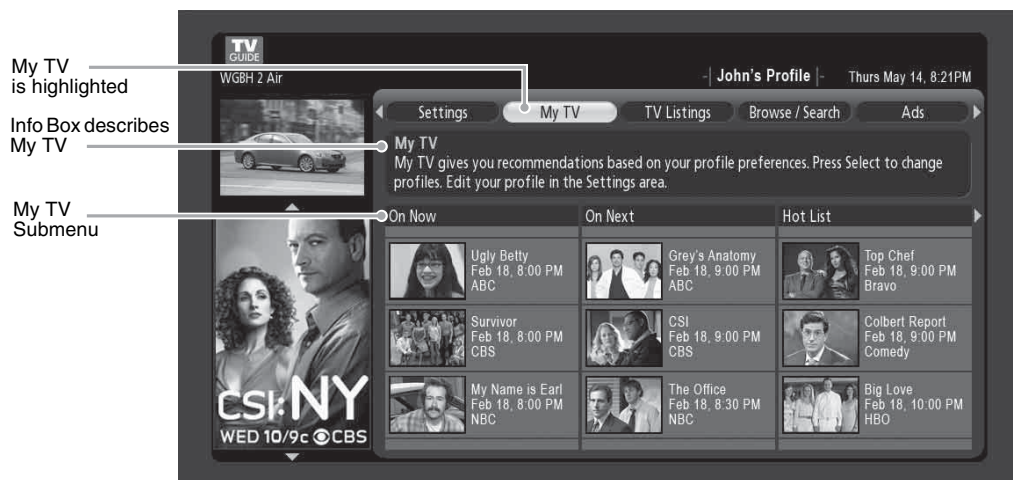 My TV
is highlighted
Info Box describes
My TV
My TV
Submenu
TV
GUIDE
WGBH 2 Air
-| John's Profile |-
Thurs May 14, 8:21PM
Settings
My TV
TV Listings
Browse / Search
Ads
My TV
My TV gives you recommendations based on your profile preferences. Press Select to change
profiles. Edit your profile in the Settings area.
On Now
On Next
Hot List
Ugly Betty
Feb 18, 8:00 PM
ABC
Grey's Anatomy
Feb 18, 9:00 PM
ABC
Top Chef
Feb 18, 9:00 PM
Bravo
Survivor
Feb 18, 8:00 PM
CBS
CSI
Feb 18, 9:00 PM
CBS
Colbert Report
Feb 18, 9:00 PM
Comedy
My Name is Earl
Feb 18, 8:00 PM
NBC
The Office
Feb 18, 8:30 PM
NBC
Big Love
Feb 18, 10:00 PM
HBO
CSI:NY
WED 10/9c CBS